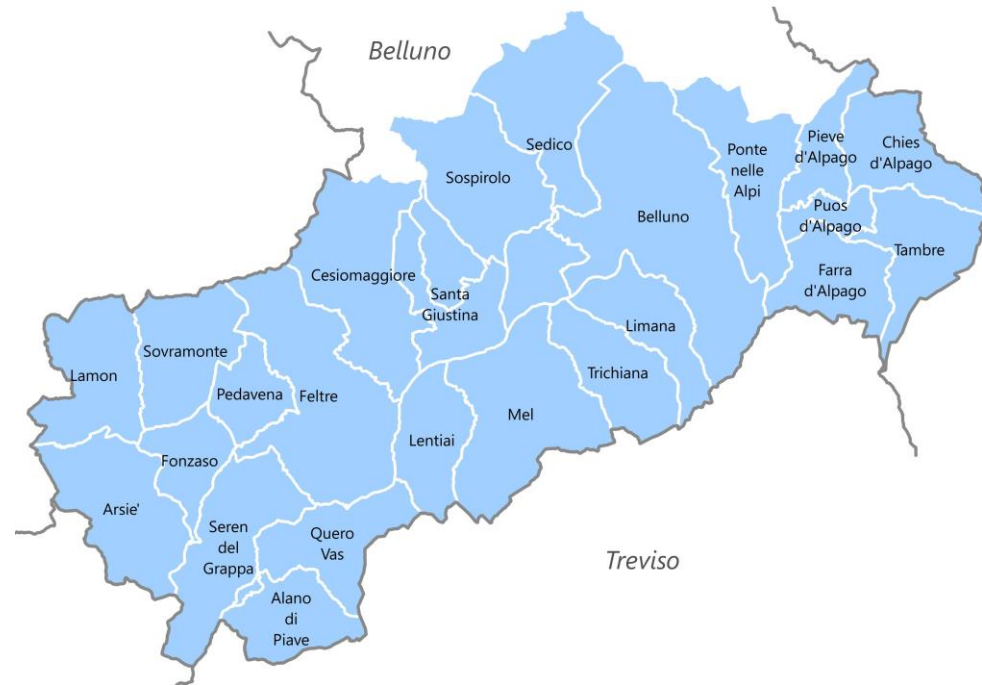 Belluno
Sedico
Pieve
d'Alpago
Chies
d'Alpago
Ponte
nelle
Alpi
Sospirolo
Puos
d'Alpago
Belluno
Tambre
Cesiomaggiore
Farra
d'Alpago
Santa
Giustina
Limana
Sovramonte
Lamon
Trichiana
Pedavena
Feltre
Mel
Lentiai
Fonzaso
Arsie'
Seren
del
Grappa
Quero
Vas
Treviso
Alano
di
Piave